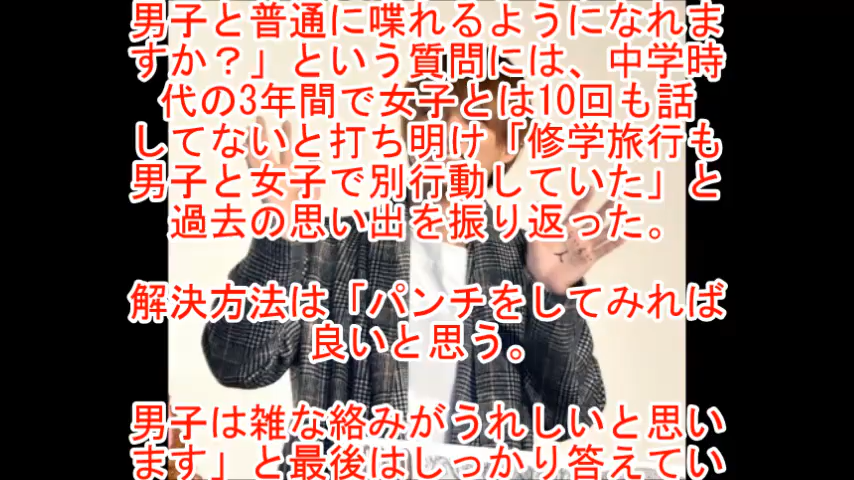 男子と普通に喋れるようになれま
すか？」という質問には、中学時
代の3年間で女子とは10回も話
してないと打ち明け「修学旅行も
男子と女子で別行動していた」と
過去の思い出を振り返った。
解決方法は「パンチをしてみれば
良いと思う。
男子は雑な絡みがうれしいと思い
ます」と最後はしっかり答えてい